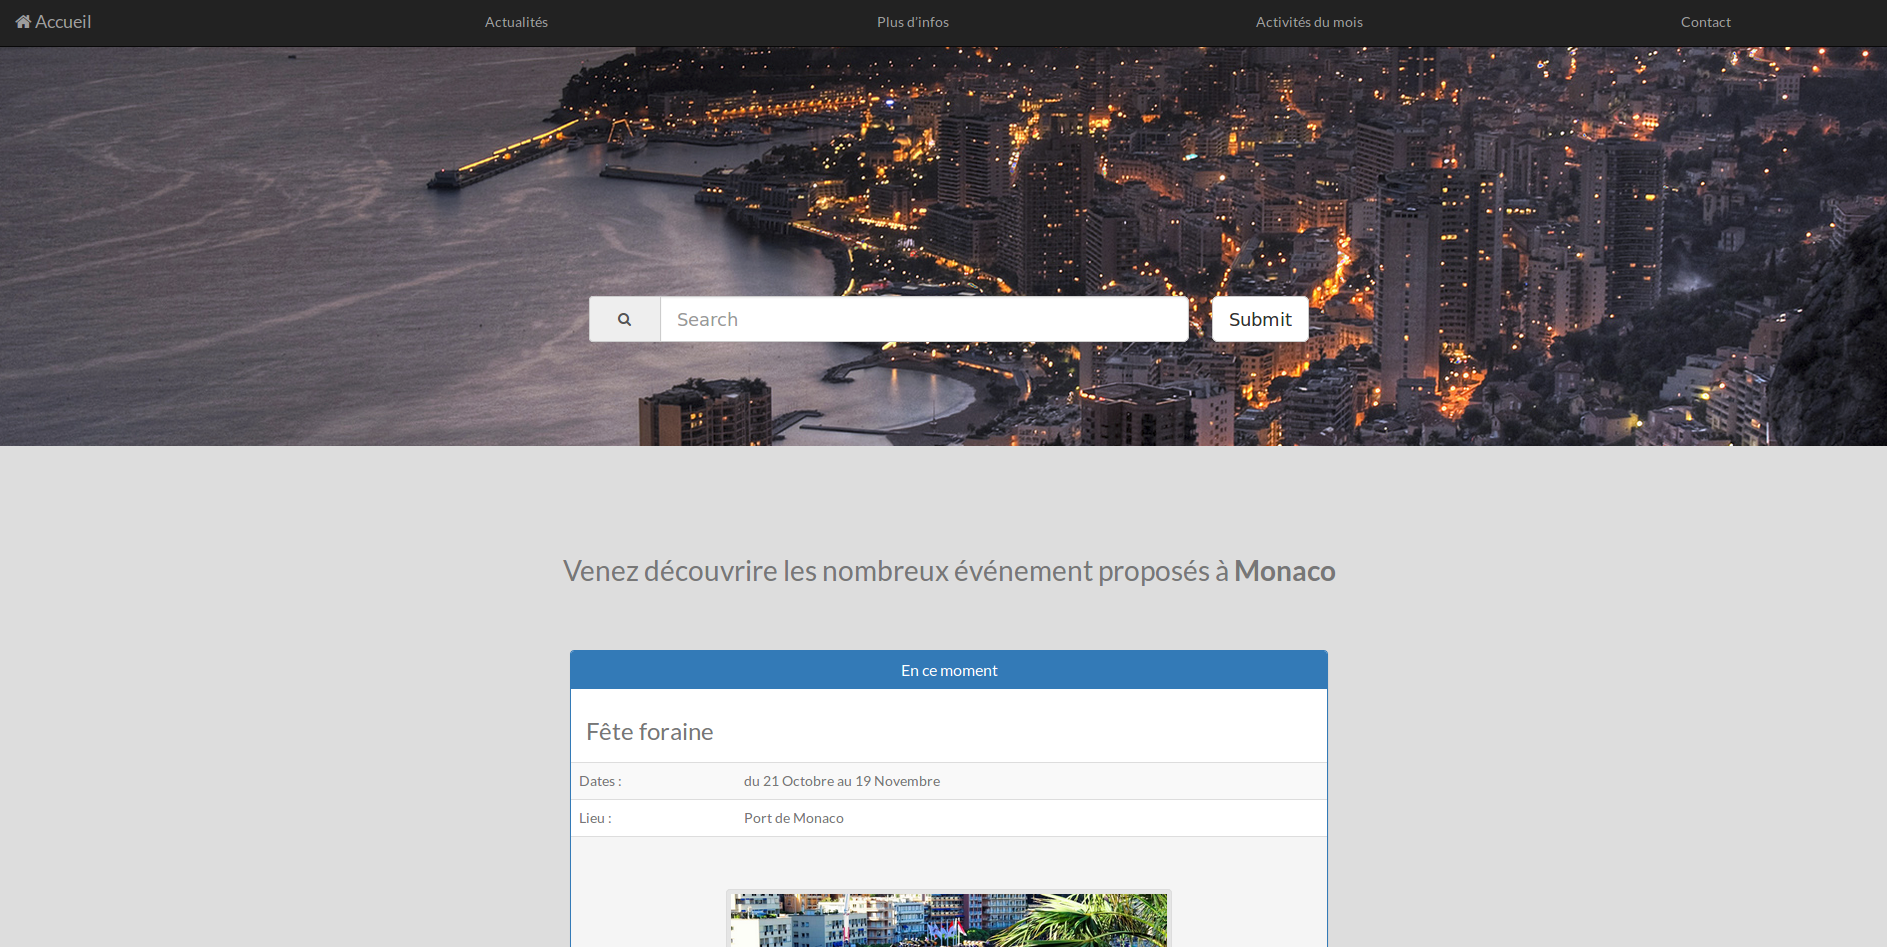 Accueil
Actualités
Plus d'infos
Activités du mois
Contact
Search
Submit
Venez découvrire les nombreux événement proposés à Monaco
En ce moment
Fête foraine
Dates : du 21 Octobre au 19 Novembre
Lieu : Port de Monaco